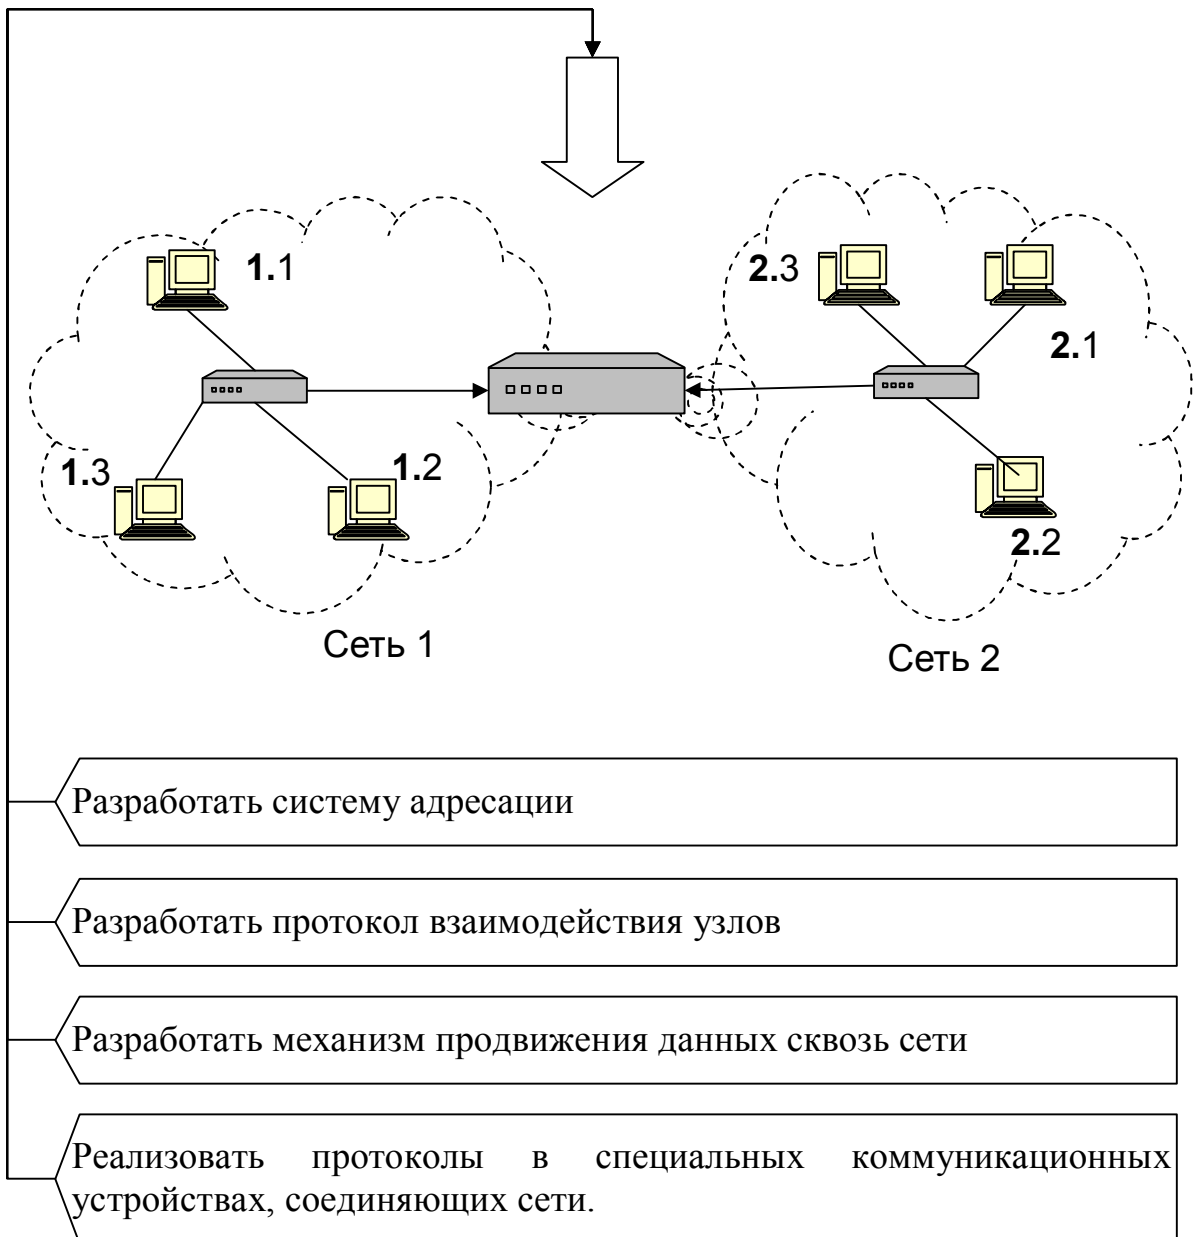 1.1
2.3
2.1
1.3
1.2
2.2
Сеть 1
Сеть 2
Разработать систему адресации
Разработать протокол взаимодействия узлов
Разработать механизм продвижения данных сквозь сети
Реализовать протоколы в специальных коммуникационных
устройствах, соединяющих сети.